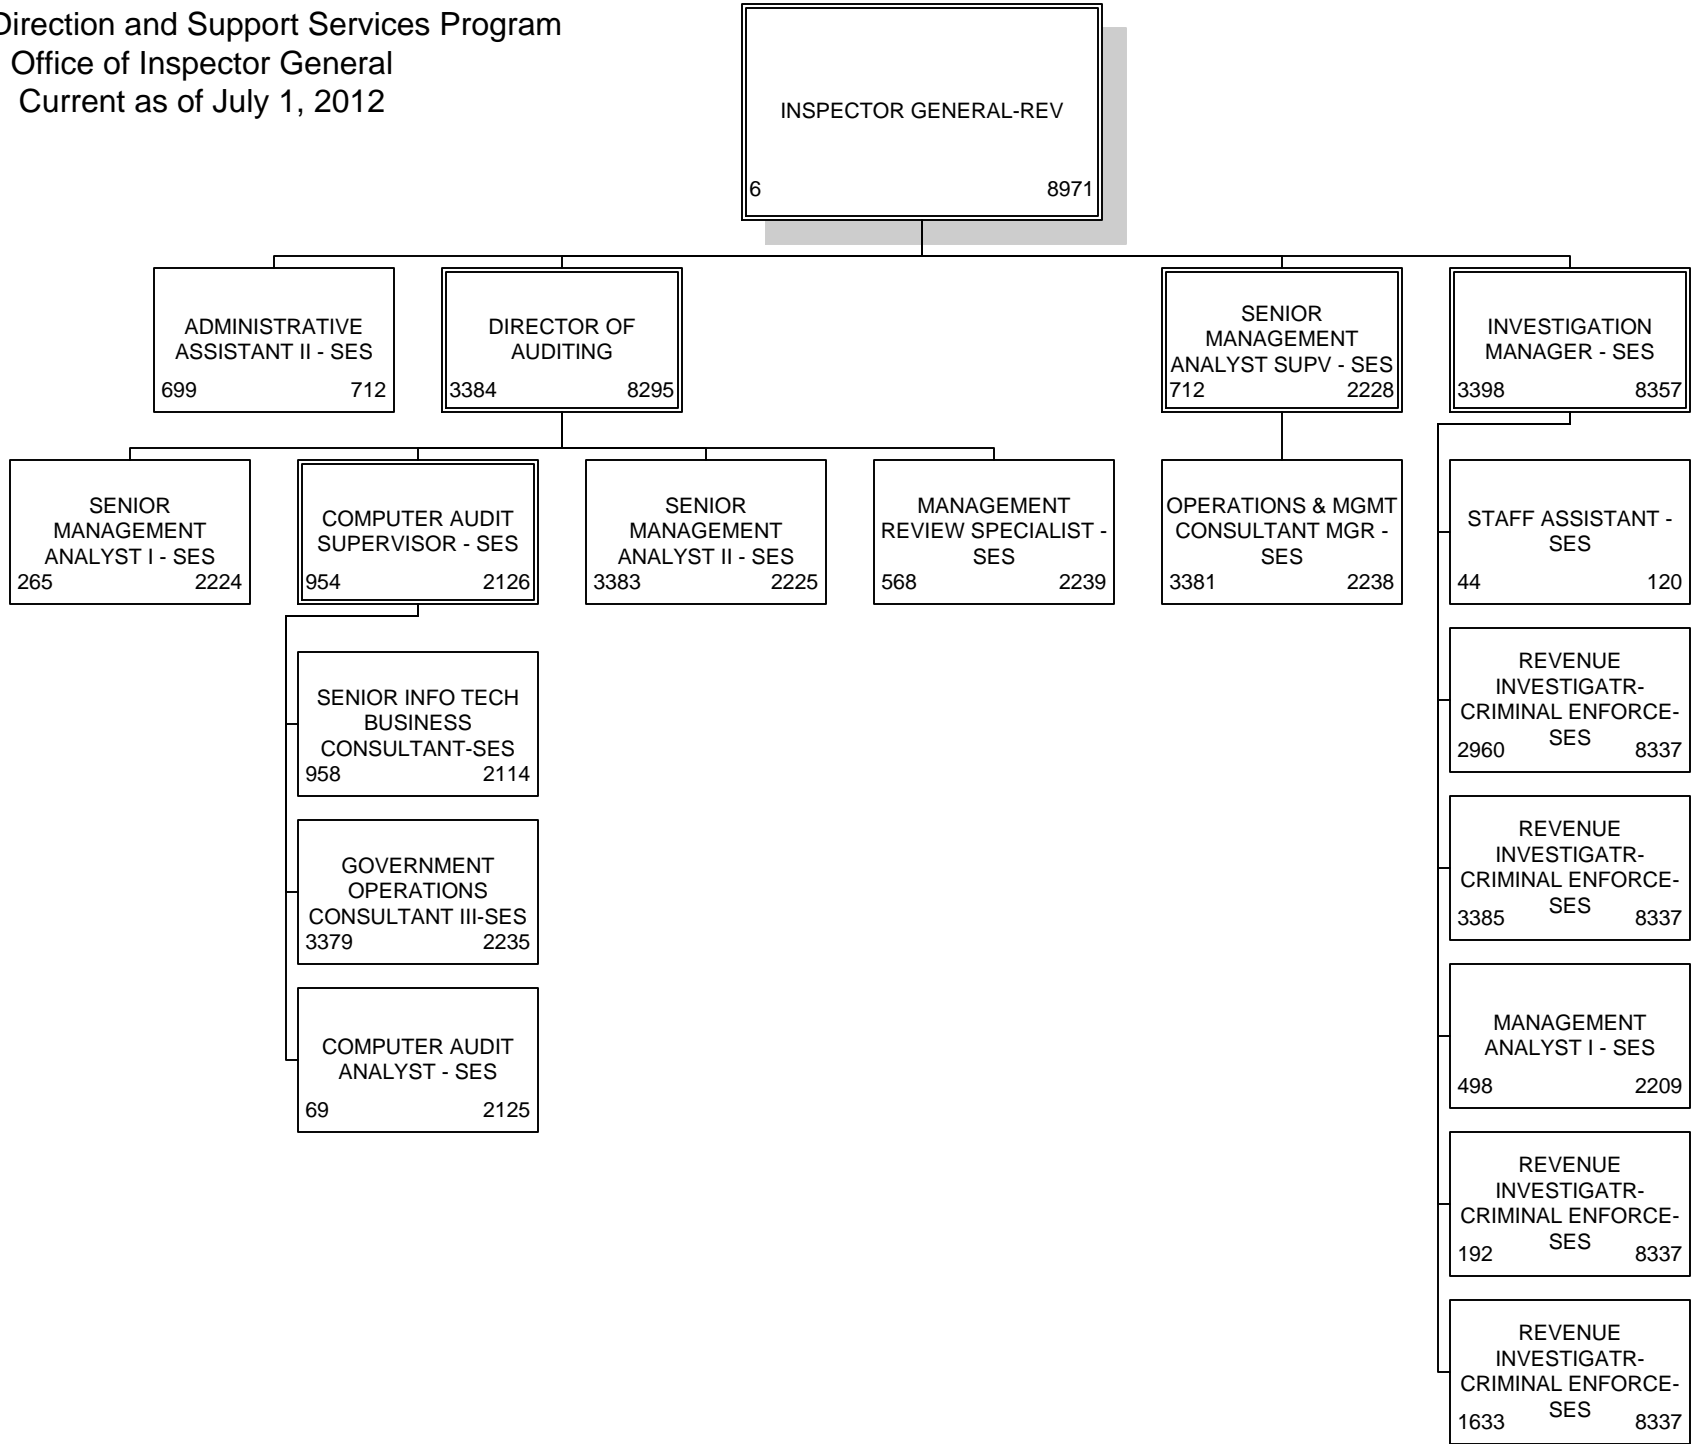 Direction and Support Services Program
Office of Inspector General
Current as of July 1, 2012
INSPECTOR GENERAL-REV
6 8971
ADMINISTRATIVE
ASSISTANT II - SES
699 712
DIRECTOR OF
AUDITING
3384 8295
SENIOR
MANAGEMENT
ANALYST SUPV - SES
712 2228
INVESTIGATION
MANAGER - SES
3398 8357
SENIOR
MANAGEMENT
ANALYST I - SES
265 2224
COMPUTER AUDIT
SUPERVISOR - SES
954 2126
SENIOR
MANAGEMENT
ANALYST II - SES
3383 2225
MANAGEMENT
REVIEW SPECIALIST -
SES
568 2239
OPERATIONS & MGMT
CONSULTANT MGR -
SES
3381 2238
STAFF ASSISTANT -
SES
44 120
SENIOR INFO TECH
BUSINESS
CONSULTANT-SES
958 2114
GOVERNMENT
OPERATIONS
CONSULTANT III-SES
3379 2235
COMPUTER AUDIT
ANALYST - SES
69 2125
REVENUE
INVESTIGATR-
CRIMINAL ENFORCE-
SES
2960 8337
REVENUE
INVESTIGATR-
CRIMINAL ENFORCE-
SES
3385 8337
MANAGEMENT
ANALYST I - SES
498 2209
REVENUE
INVESTIGATR-
CRIMINAL ENFORCE-
SES
192 8337
REVENUE
INVESTIGATR-
CRIMINAL ENFORCE-
SES
1633 8337